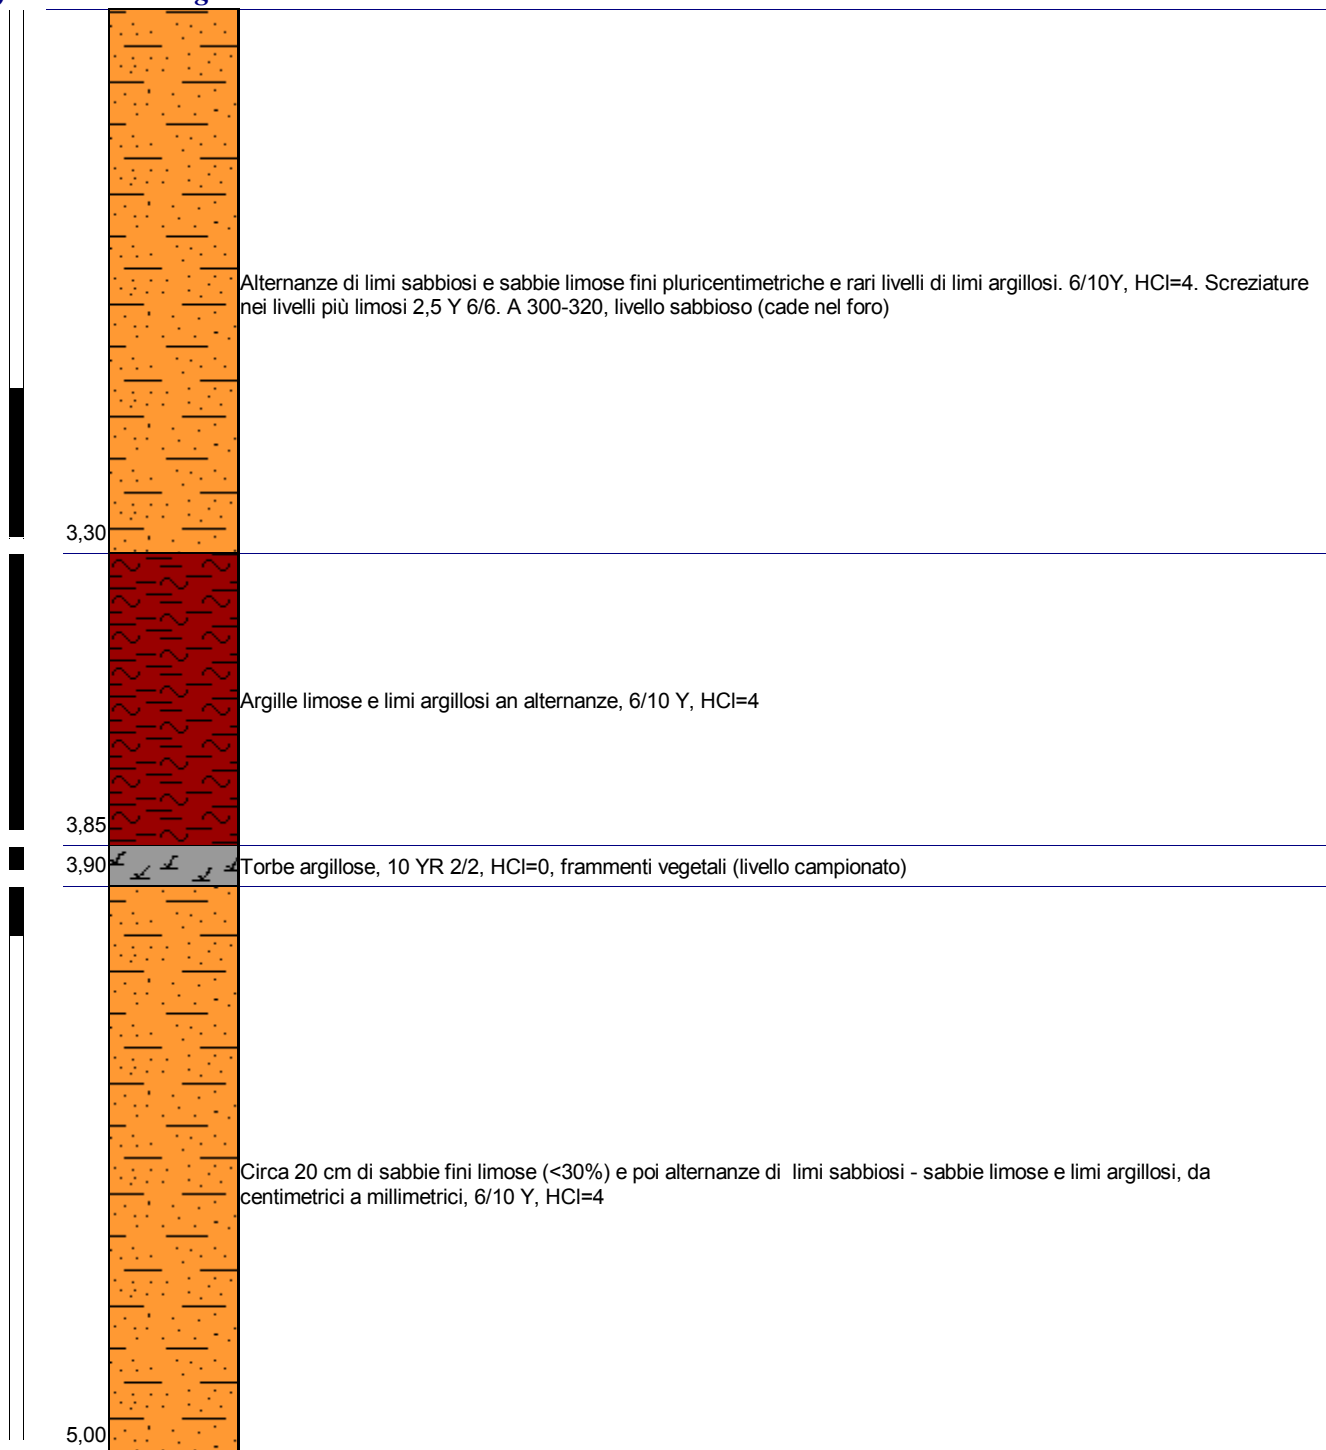 Alternanze di limi sabbiosi e sabbie limose fini pluricentimetriche e rari livelli di limi argillosi. 6/10Y, HCl=4. Screziature
nei livelli più limosi 2,5 Y 6/6. A 300-320, livello sabbioso (cade nel foro)
3,30
Argille limose e limi argillosi an alternanze, 6/10 Y, HCl=4
3,85
3,90 Torbe argillose, 10 YR 2/2, HCl=0, frammenti vegetali (livello campionato)
Circa 20 cm di sabbie fini limose (<30%) e poi alternanze di  limi sabbiosi - sabbie limose e limi argillosi, da
centimetrici a millimetrici, 6/10 Y, HCl=4
5,00